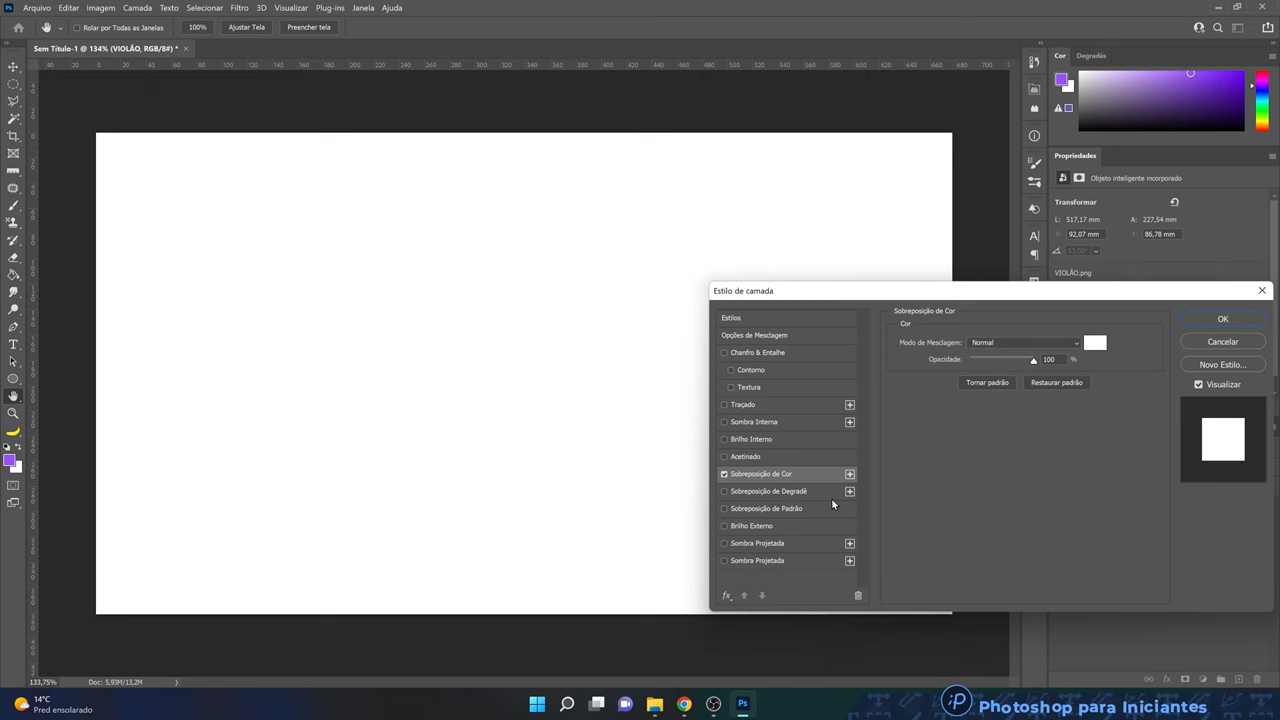 Arquivo Editar Imagem Camada Texto Selecionar Filtro 3D Visualizar Plug-ins Janela Ajuda
Rolar por Todas as Janelas 100% Ajustar Tela Preencher tela
Sem Título-1 @ 134% (VIOLÃO, RGB/8#) *
Cor Degradês
Propriedades
Objeto inteligente incorporado
Transformar
L: 517,17 mm A: 227,54 mm
X: 92,07 mm Y: 86,78 mm
VIOLÃO.png
Estilo de camada
Estilos
Opções de Mesclagem
Chanfro & Entalhe
Contorno
Textura
Traçado
Sombra Interna
Brilho Interno
Acetinado
Sobreposição de Cor
Sobreposição de Degradê
Sobreposição de Padrão
Brilho Externo
Sombra Projetada
Sombra Projetada
Sobreposição de Cor
Cor
Modo de Mesclagem: Normal
Opacidade: 100 %
Tornar padrão Restaurar padrão
OK
Cancelar
Novo Estilo...
Visualizar
133,75% Doc: 5,93M/13,2M
14°C
Pred ensolarado
Photoshop para Iniciantes